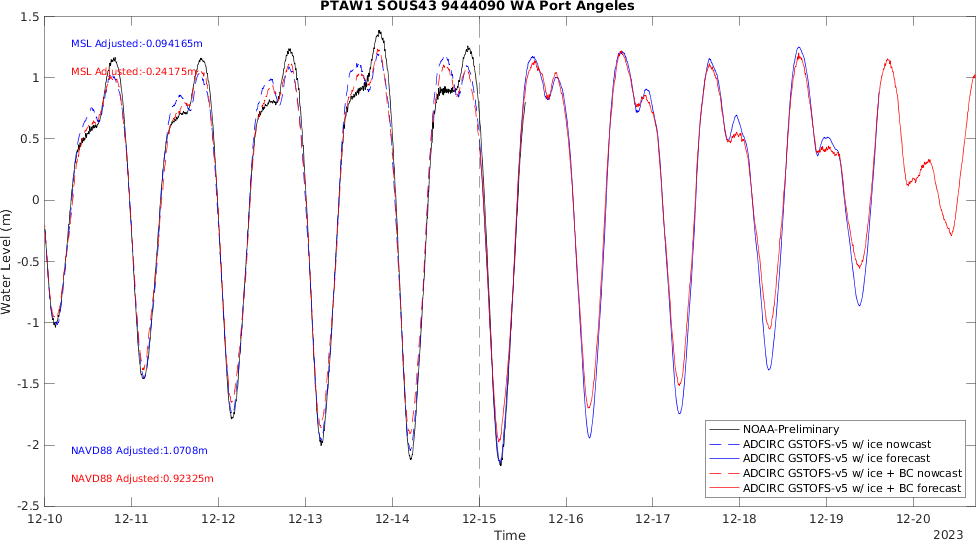 PTAW1 SOUS43 9444090 WA Port Angeles
1.5
1
0.5
0
-0.5
-1
-1.5
-2
-2.5
Water Level (m)
MSL Adjusted:-0.094165m
MSL Adjusted:-0.24175m
NAVD88 Adjusted:1.0708m
NAVD88 Adjusted:0.92325m
NOAA-Preliminary
ADCIRC GSTOFS-v5 w/ ice nowcast
ADCIRC GSTOFS-v5 w/ ice forecast
ADCIRC GSTOFS-v5 w/ ice + BC nowcast
ADCIRC GSTOFS-v5 w/ ice + BC forecast
12-10 12-11 12-12 12-13 12-14 12-15 12-16 12-17 12-18 12-19 12-20
Time
2023